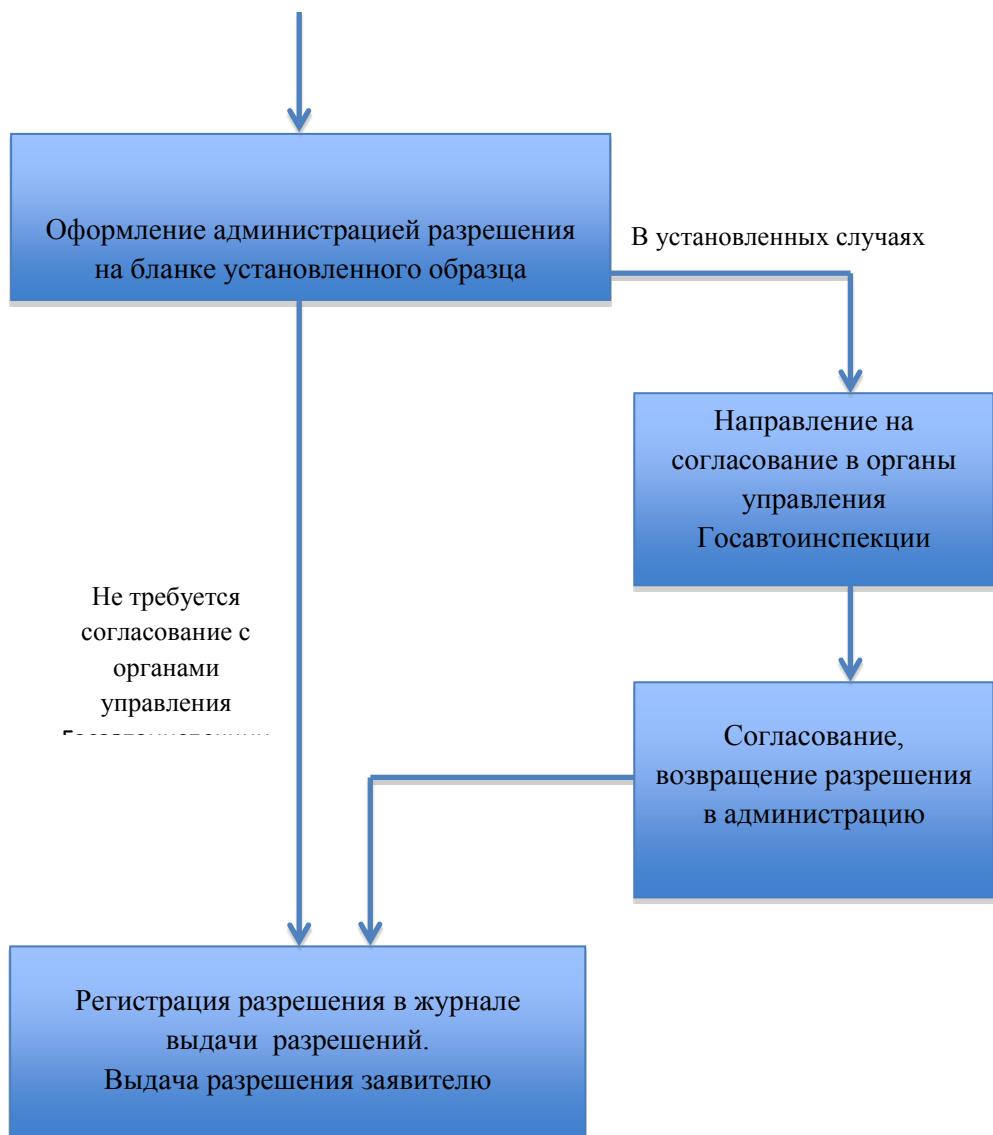 Оформление администрацией разрешения
на бланке установленного образца
В установленных случаях
Направление на
согласование в органы
управления
Госавтоинспекции
Не требуется
согласование с
органами
управления
Согласование,
возвращение разрешения
в администрацию
Регистрация разрешения в журнале
выдачи разрешений.
Выдача разрешения заявителю